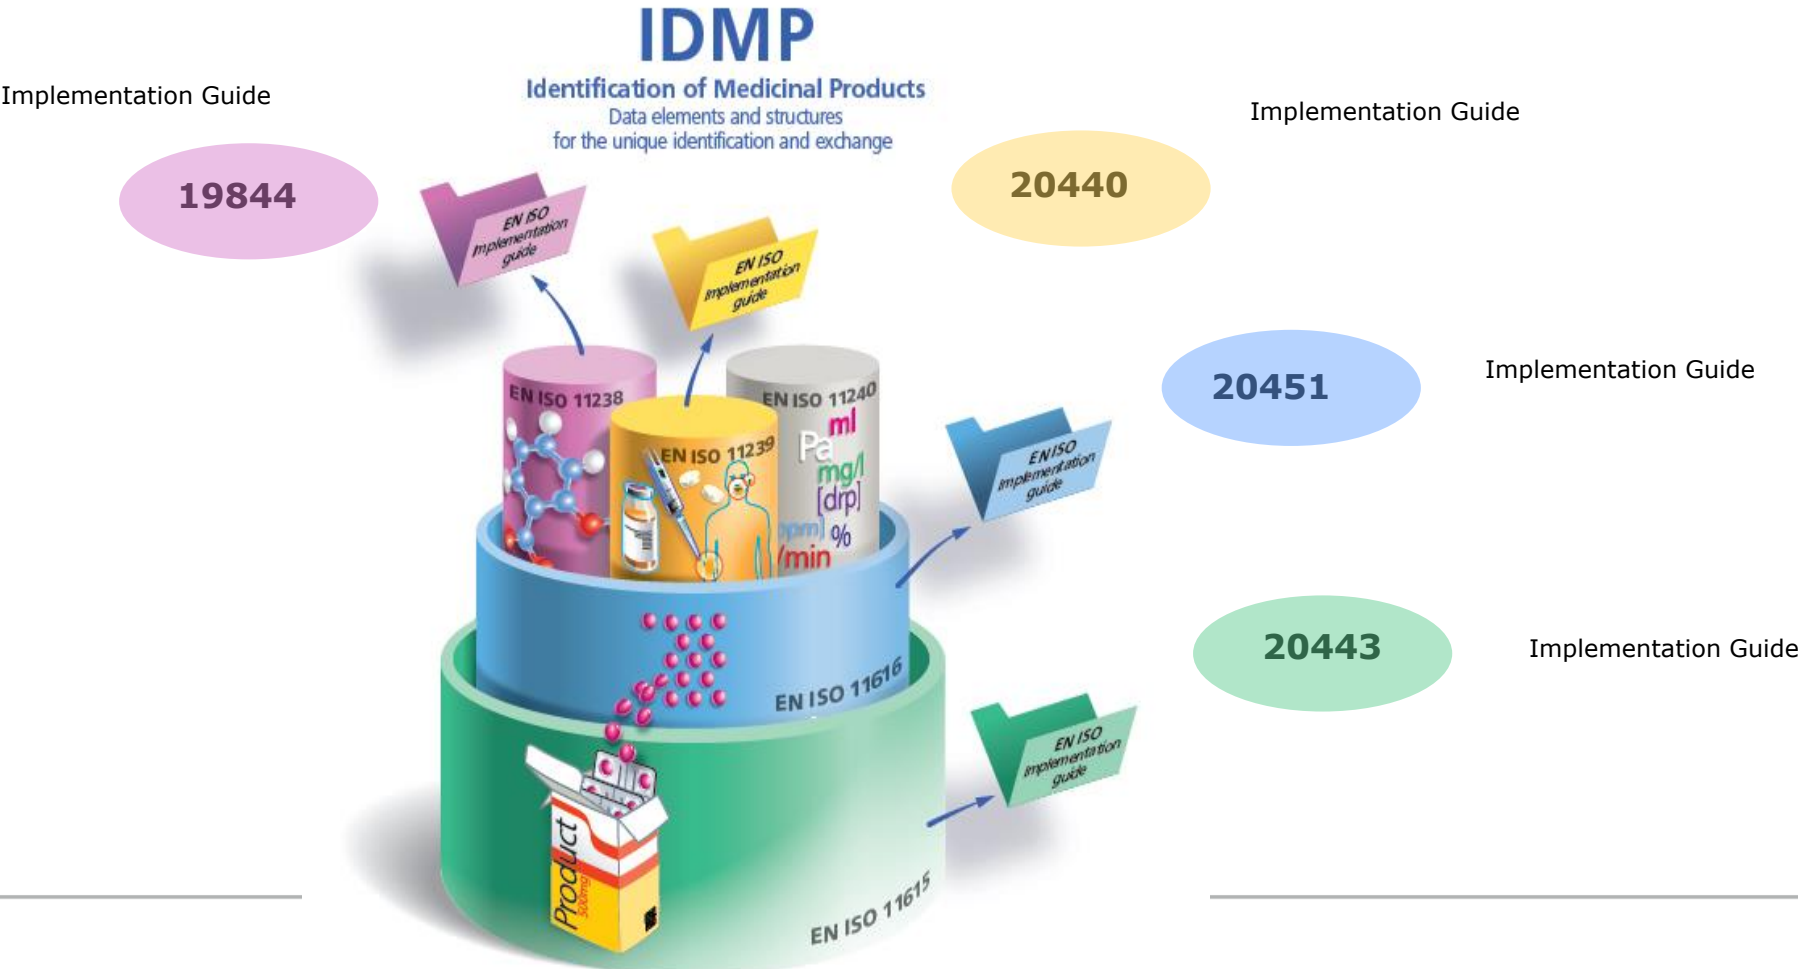 IDMP
Identification of Medicinal Products
Data elements and structures
for the unique identification and exchange
Implementation Guide
Implementation Guide
19844
20440
EN ISO
Implementation
guide
EN ISO
Implementation
guide
EN ISO 11238
EN ISO 11239
EN ISO 11240
ml
Pa
mg/l
[drp]
ppm]
%
/min
20451
Implementation Guide
EN ISO
Implementation
guide
EN ISO 11616
20443
Implementation Guide
EN ISO
Implementation
guide
Product
500mg
EN ISO 11615